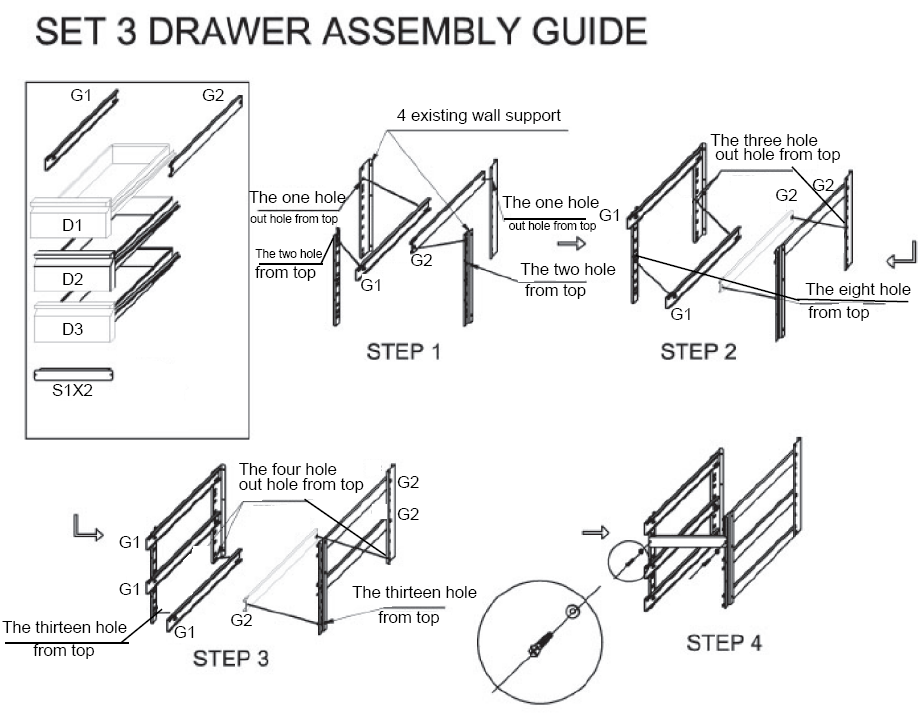 SET 3 DRAWER ASSEMBLY GUIDE
G1
G2
D1
D2
D3
S1X2
4 existing wall support
The one hole
out hole from top
The two hole
from top
G1
G2
The one hole
out hole from top
The two hole
from top
STEP 1
The three hole
out hole from top
G2
G2
G1
G1
The eight hole
from top
STEP 2
The four hole
out hole from top
G2
G2
G1
G1
G1
G2
The thirteen hole
from top
The thirteen hole
from top
STEP 3
STEP 4